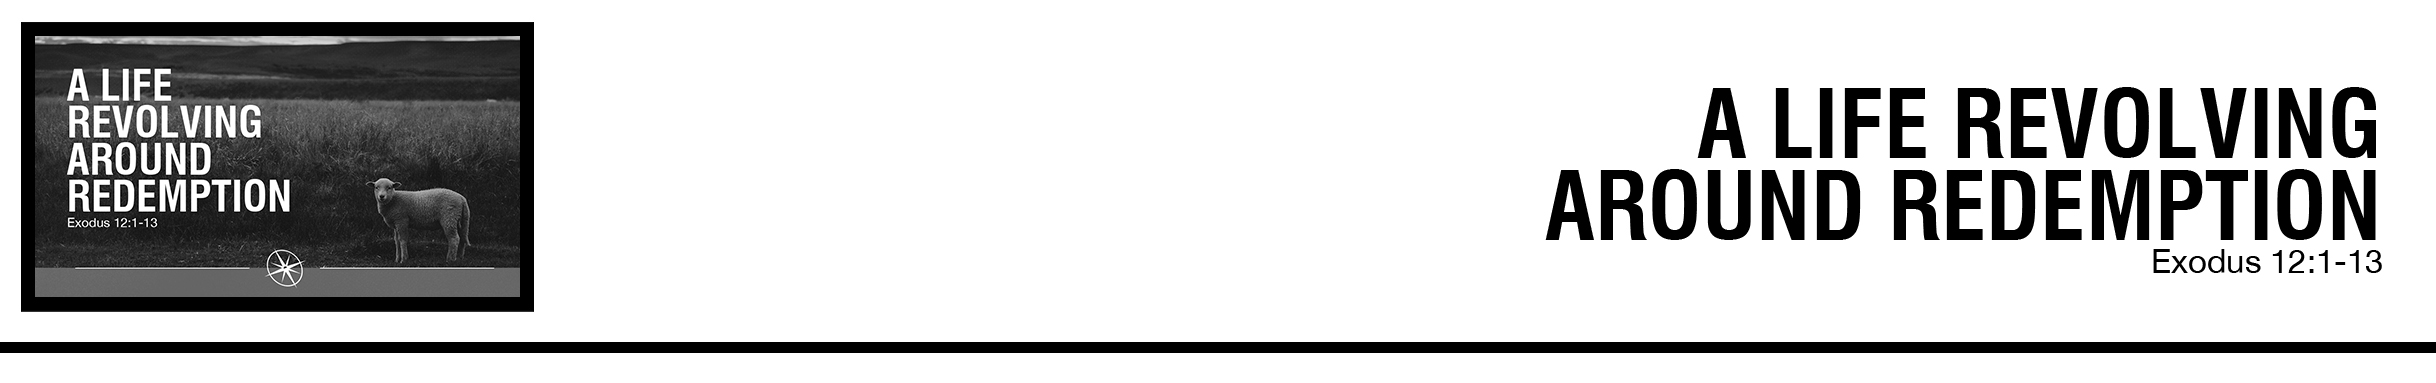 A LIFE
REVOLVING
AROUND
REDEMPTION
Exodus 12:1-13
A LIFE REVOLVING
AROUND REDEMPTION
Exodus 12:1-13